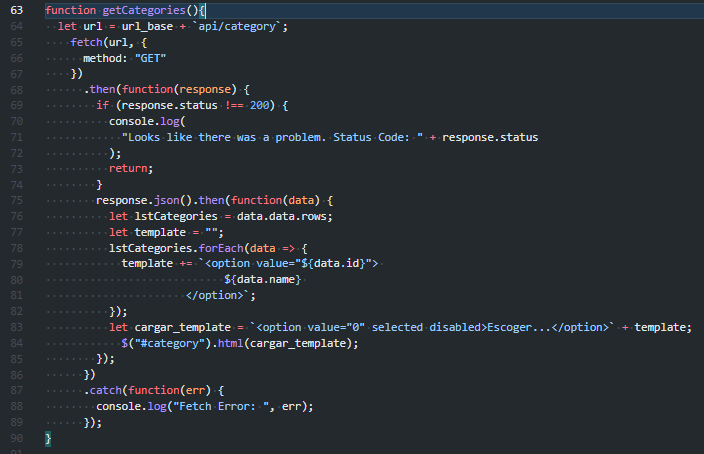 63 function getCategories(){
64 let url = url_base + `api/category`;
65 fetch(url, {
66 method: "GET"
67 })
68 .then(function(response) {
69 if (response.status !== 200) {
70 console.log(
71 "Looks like there was a problem. Status Code: " + response.status
72 );
73 return;
74 }
75 response.json().then(function(data) {
76 let lstCategories = data.data.rows;
77 let template = "";
78 lstCategories.forEach(data => {
79 template += `<option value="${data.id}">
80 ${data.name}
81 </option>`;
82 });
83 let cargar_template = `<option value="0" selected disabled>Escoger...</option>` + template;
84 $("#category").html(cargar_template);
85 });
86 })
87 .catch(function(err) {
88 console.log("Fetch Error: ", err);
89 });
90 }